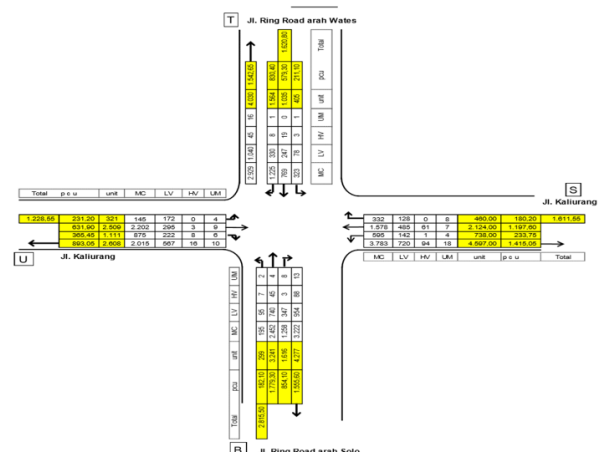 T Jl. Ring Road arah Wates
2.929 1.040 45 16 4.030 1.542,65
1.225 330 8 1 1.564 830,40
769 247 19 0 1.035 579,30 1.620,80
323 78 3 1 405 211,10
MC LV HV UM unit pcu Total
S
Jl. Kaliurang
Total p c u unit MC LV HV UM
1.228,55 231,20 321 145 172 0 4
631,90 2.509 2.202 295 3 9
365,45 1.111 875 222 8 6
893,05 2.608 2.015 567 16 10
U Jl. Kaliurang
332 128 0 8 460,00 180,20 1.611,55
1.578 485 61 7 2.124,00 1.197,60
595 142 1 4 738,00 233,75
3.783 720 94 18 4.597,00 1.415,05
MC LV HV UM unit p c u Total
Total pcu unit MC LV HV UM
2.815,50 182,10 299 195 95 7 2
1.779,30 3.241 2.452 740 45 4
854,10 1.616 1.258 347 3 8
1.555,60 4.277 3.222 954 88 13
B Jl. Ring Road arah Solo